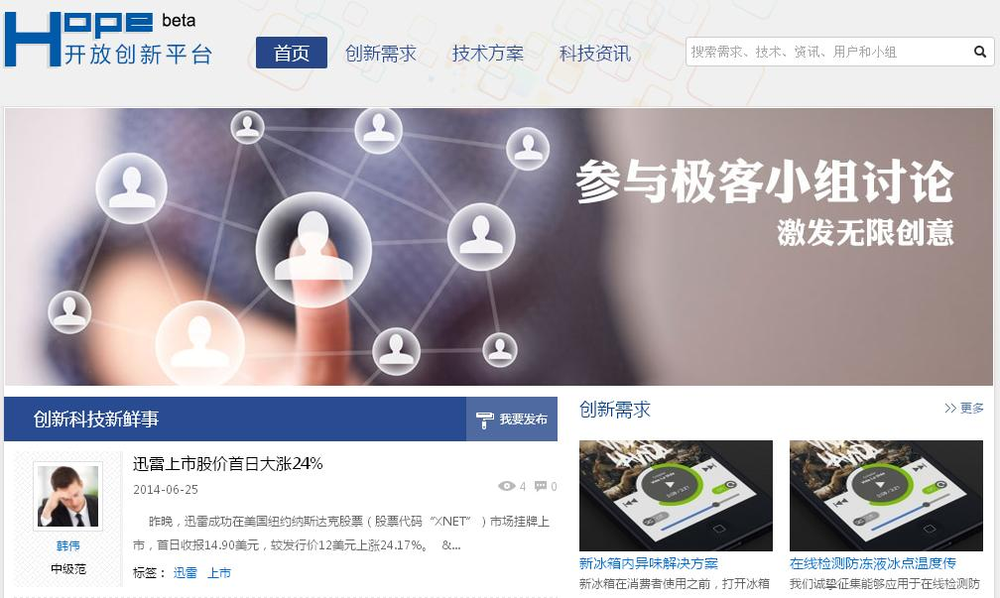 Hope beta
开放创新平台
首页 创新需求 技术方案 科技资讯
搜索需求、技术、资讯、用户和小组
参与极客小组讨论
激发无限创意
创新科技新鲜事
我要发布
迅雷上市股价首日大涨24%
2014-06-25
4 0
昨晚，迅雷成功在美国纽约纳斯达克股票（股票代码“XNET”）市场挂牌上
市，首日收报14.90美元，较发行价12美元上涨24.17%。 &...
标签： 迅雷 上市
韩伟
中级范
创新需求
>> 更多
新冰箱内异味解决方案
新冰箱在消费者使用之前，打开冰箱
在线检测防冻液冰点温度传
我们诚挚征集能够应用于在线检测防